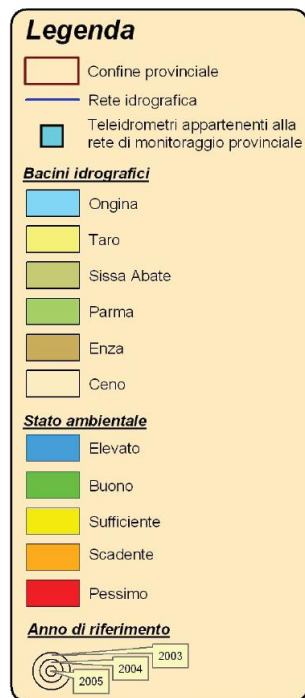 Legenda
Confine provinciale
Rete idrografica
Teleidrometri appartenenti alla
rete di monitoraggio provinciale
Bacini idrografici
Ongina
Taro
Sissa Abate
Parma
Enza
Ceno
Stato ambientale
Elevato
Buono
Sufficiente
Scadente
Pessimo
Anno di riferimento
2003
2004
2005